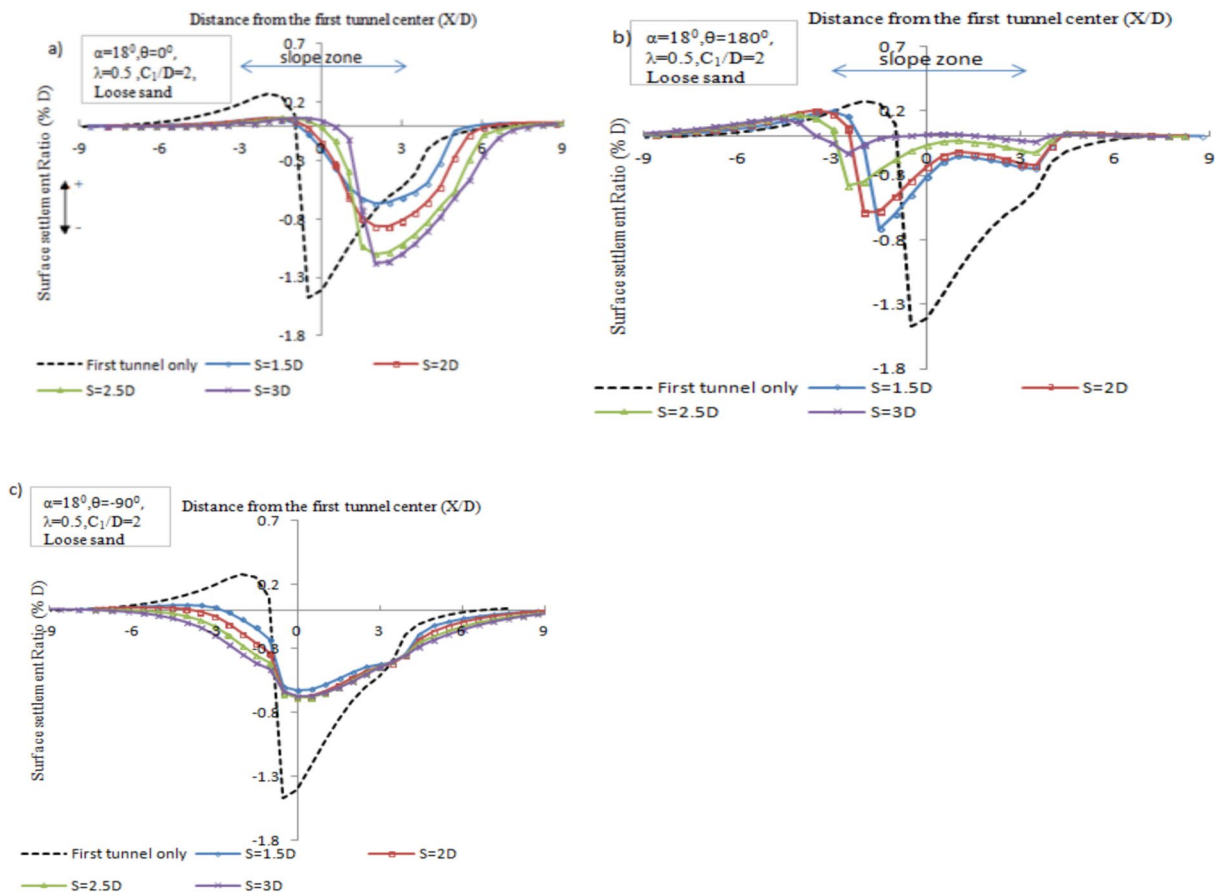 Distance from the first tunnel center (X/D)
a)
α=18⁰,θ=0⁰,
λ=0.5 ,C₁/D=2,
Loose sand
0.7
slope zone
0.2
-9 -6 -3 0 3 6 9
-0.3
-0.8
-1.3
-1.8
Surface settlement Ratio (% D)
+
-
First tunnel only S=1.5D S=2D
S=2.5D S=3D
Distance from the first tunnel center (X/D)
b)
α=18⁰,θ=180⁰,
λ=0.5,C₁/D=2
Loose sand
0.7
slope zone
0.2
-9 -6 -3 0 3 6 9
-0.3
-0.8
-1.3
-1.8
Surface settlement Ratio (% D)
First tunnel only S=1.5D S=2D
S=2.5D S=3D
c)
α=18⁰,θ=-90⁰,
λ=0.5,C₁/D=2
Loose sand
Distance from the first tunnel center (X/D)
0.7
0.2
-9 -6 -3 0 3 6 9
-0.3
-0.8
-1.3
-1.8
Surface settlement Ratio (% D)
First tunnel only S=1.5D S=2D
S=2.5D S=3D